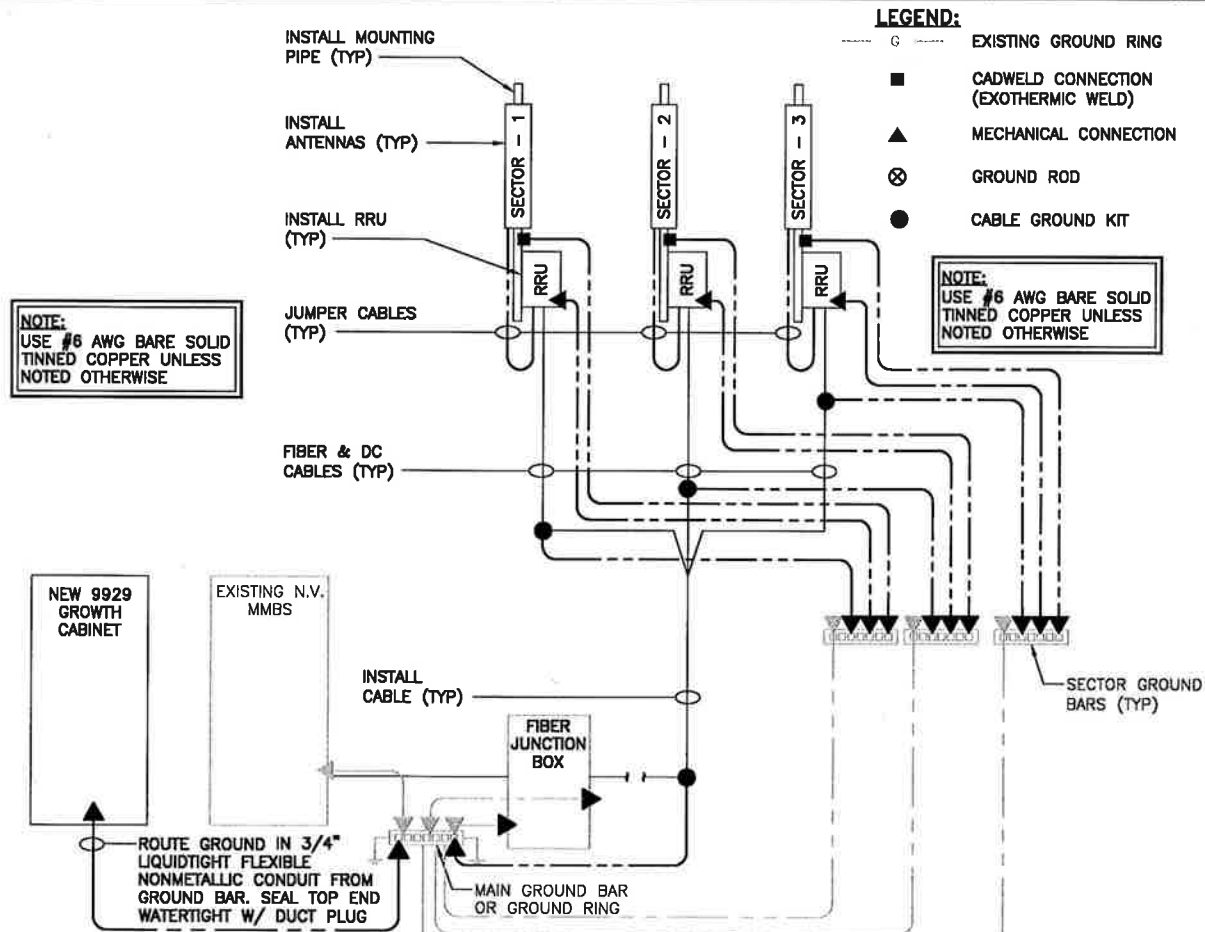 LEGEND:
G EXISTING GROUND RING
CADWELD CONNECTION
(EXOTHERMIC WELD)
MECHANICAL CONNECTION
GROUND ROD
CABLE GROUND KIT
INSTALL MOUNTING
PIPE (TYP)
INSTALL
ANTENNAS (TYP)
SECTOR - 1
SECTOR - 2
SECTOR - 3
INSTALL RRU
(TYP)
RRU
RRU
RRU
JUMPER CABLES
(TYP)
NOTE:
USE #6 AWG BARE SOLID
TINNED COPPER UNLESS
NOTED OTHERWISE
NOTE:
USE #6 AWG BARE SOLID
TINNED COPPER UNLESS
NOTED OTHERWISE
FIBER & DC
CABLES (TYP)
NEW 9929
GROWTH
CABINET
EXISTING N.V.
MMBS
INSTALL
CABLE (TYP)
FIBER
JUNCTION
BOX
SECTOR GROUND
BARS (TYP)
ROUTE GROUND IN 3/4"
LIQUIDTIGHT FLEXIBLE
NONMETALLIC CONDUIT FROM
GROUND BAR. SEAL TOP END
WATERTIGHT W/ DUCT PLUG
MAIN GROUND BAR
OR GROUND RING